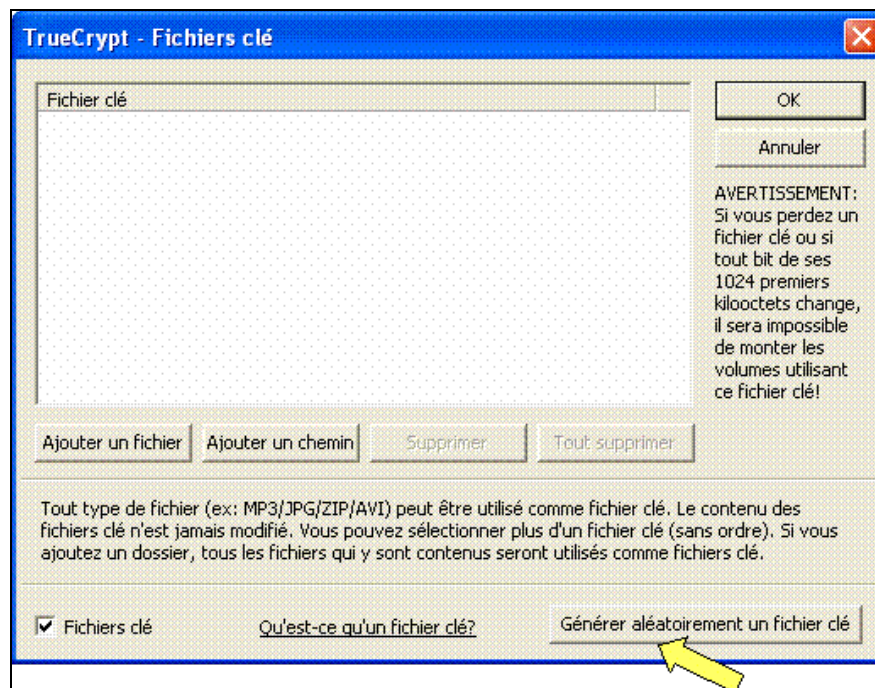 TrueCrypt - Fichiers clé
Fichier clé
OK
Annuler
AVERTISSEMENT:
Si vous perdez un
fichier clé ou si
tout bit de ses
1024 premiers
kilooctets change,
il sera impossible
de monter les
volumes utilisant
ce fichier clé!
Ajouter un fichier
Ajouter un chemin
Supprimer
Tout supprimer
Tout type de fichier (ex: MP3/JPG/ZIP/AVI) peut être utilisé comme fichier clé. Le contenu des
fichiers clé n'est jamais modifié. Vous pouvez sélectionner plus d'un fichier clé (sans ordre). Si vous
ajoutez un dossier, tous les fichiers qui y sont contenus seront utilisés comme fichiers clé.
Fichiers clé
Qu'est-ce qu'un fichier clé?
Générer aléatoirement un fichier clé